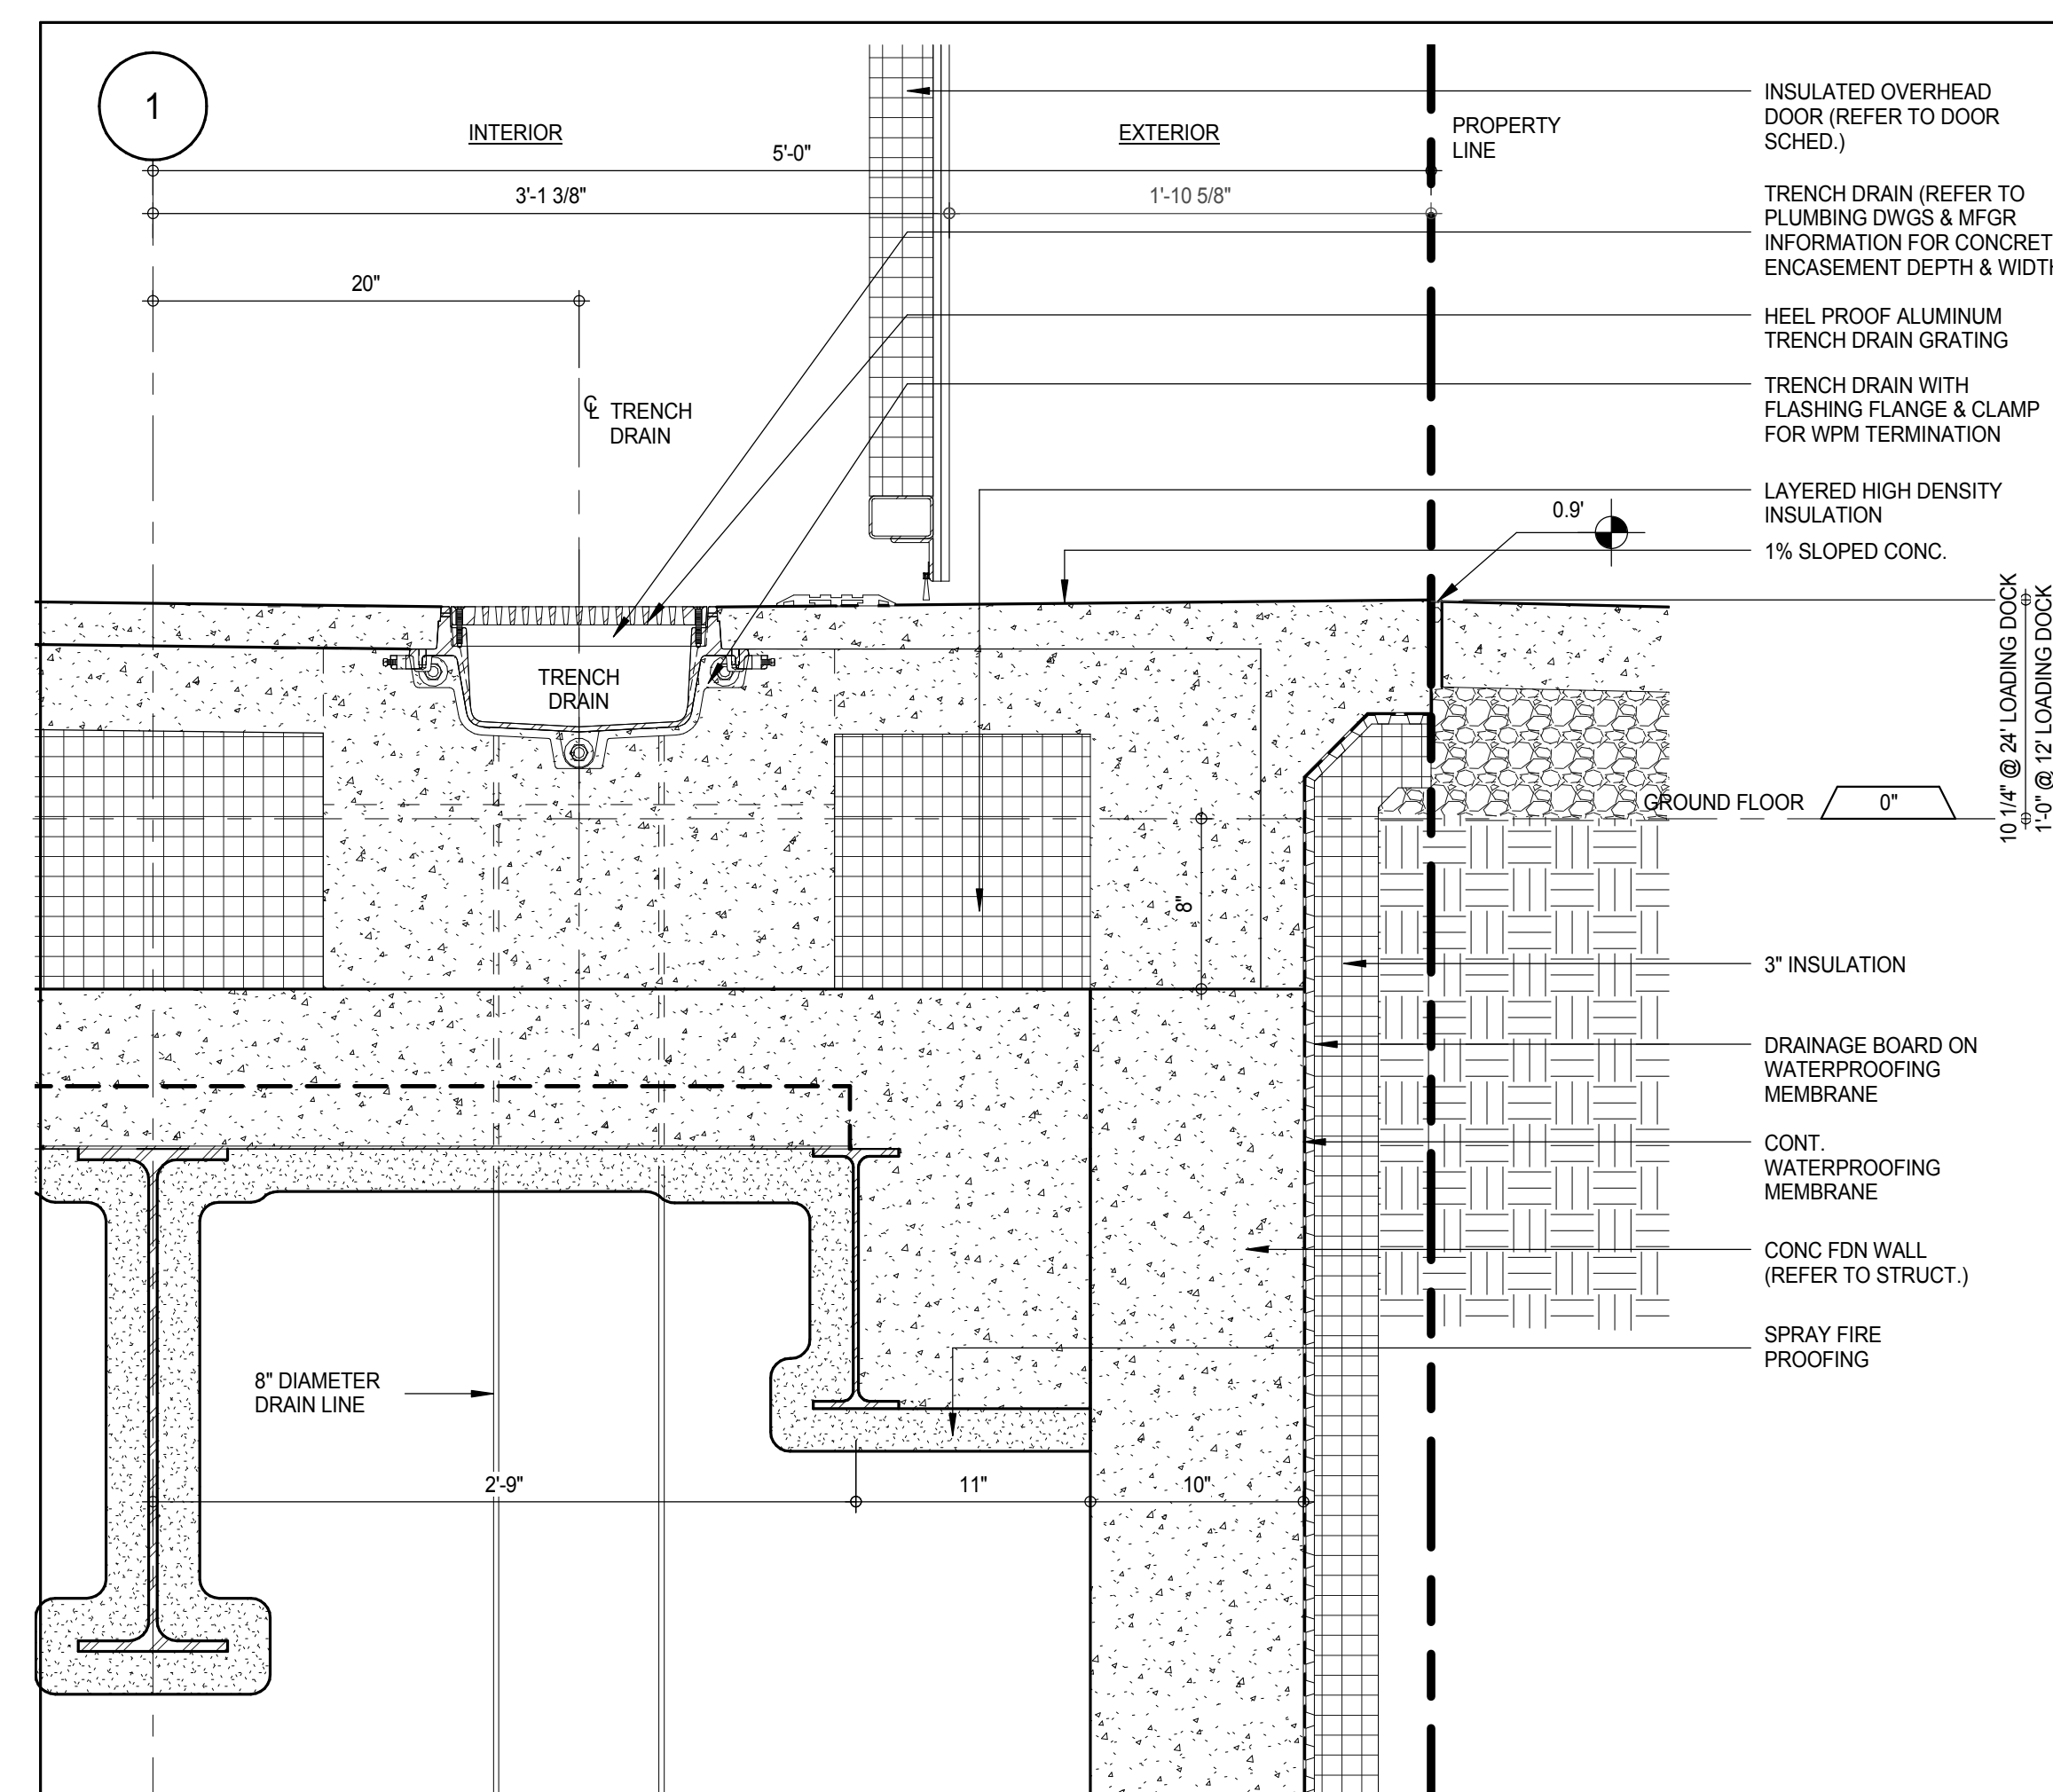 1
INTERIOR
EXTERIOR
PROPERTY
LINE
5'-0"
3'-1 3/8"
1'-10 5/8"
20"
℄ TRENCH
DRAIN
TRENCH
DRAIN
0.9'
INSULATED OVERHEAD
DOOR (REFER TO DOOR
SCHED.)
TRENCH DRAIN (REFER TO
PLUMBING DWGS & MFGR
INFORMATION FOR CONCRET
ENCASEMENT DEPTH & WIDTH
HEEL PROOF ALUMINUM
TRENCH DRAIN GRATING
TRENCH DRAIN WITH
FLASHING FLANGE & CLAMP
FOR WPM TERMINATION
LAYERED HIGH DENSITY
INSULATION
1% SLOPED CONC.
10 1/4" @ 24' LOADING DOCK
1'-0" @ 12' LOADING DOCK
GROUND FLOOR
0"
8"
3" INSULATION
DRAINAGE BOARD ON
WATERPROOFING
MEMBRANE
CONT.
WATERPROOFING
MEMBRANE
CONC FDN WALL
(REFER TO STRUCT.)
SPRAY FIRE
PROOFING
8" DIAMETER
DRAIN LINE
2'-9"
11"
10"